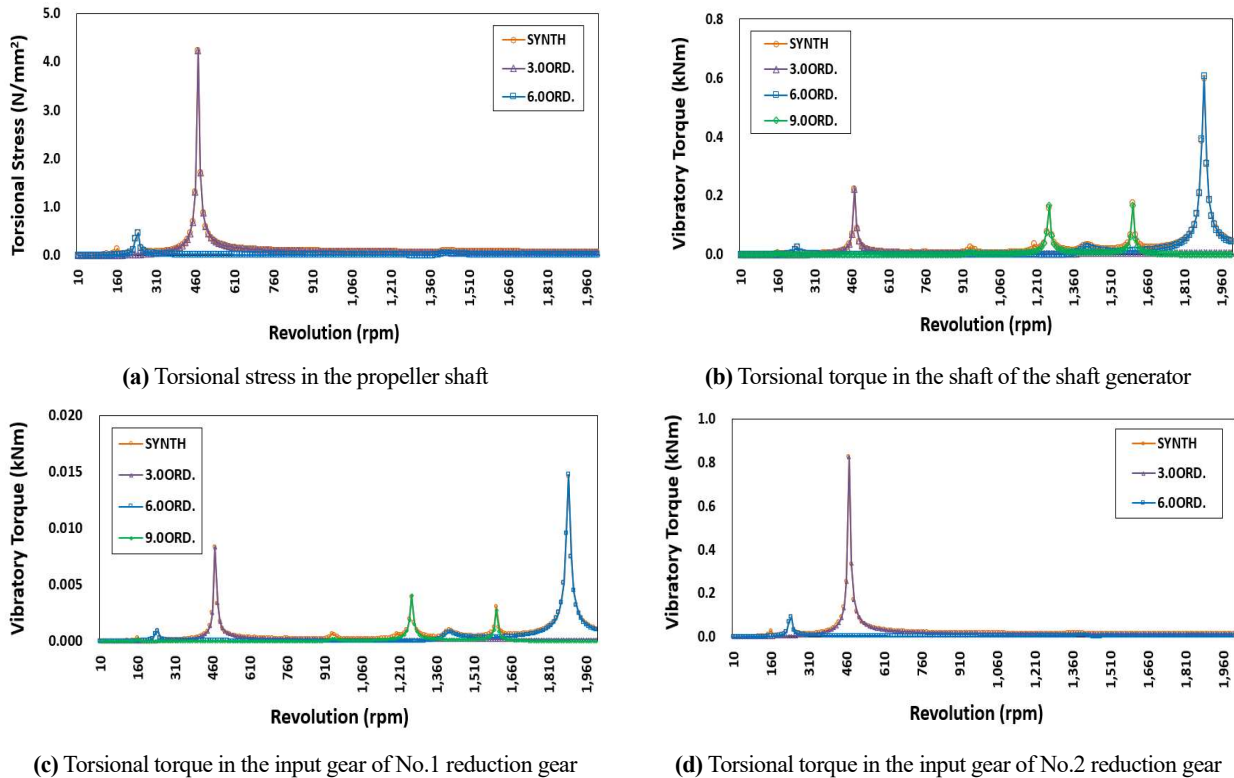 5.0
4.0
3.0
2.0
1.0
0.0
Torsional Stress (N/mm²)
SYNTH
3.0ORD.
6.0ORD.
10 160 310 460 610 760 910 1,060 1,210 1,360 1,510 1,660 1,810 1,960
Revolution (rpm)
(a) Torsional stress in the propeller shaft
0.8
0.6
0.4
0.2
0.0
Vibratory Torque (kNm)
SYNTH
3.0ORD.
6.0ORD.
9.0ORD.
10 160 310 460 610 760 910 1,060 1,210 1,360 1,510 1,660 1,810 1,960
Revolution (rpm)
(b) Torsional torque in the shaft of the shaft generator
0.020
0.015
0.010
0.005
0.000
Vibratory Torque (kNm)
SYNTH
3.0ORD.
6.0ORD.
9.0ORD.
10 160 310 460 610 760 910 1,060 1,210 1,360 1,510 1,660 1,810 1,960
Revolution (rpm)
(c) Torsional torque in the input gear of No.1 reduction gear
1.0
0.8
0.6
0.4
0.2
0.0
Vibratory Torque (kNm)
SYNTH
3.0ORD.
6.0ORD.
10 160 310 460 610 760 910 1,060 1,210 1,360 1,510 1,660 1,810 1,960
Revolution (rpm)
(d) Torsional torque in the input gear of No.2 reduction gear